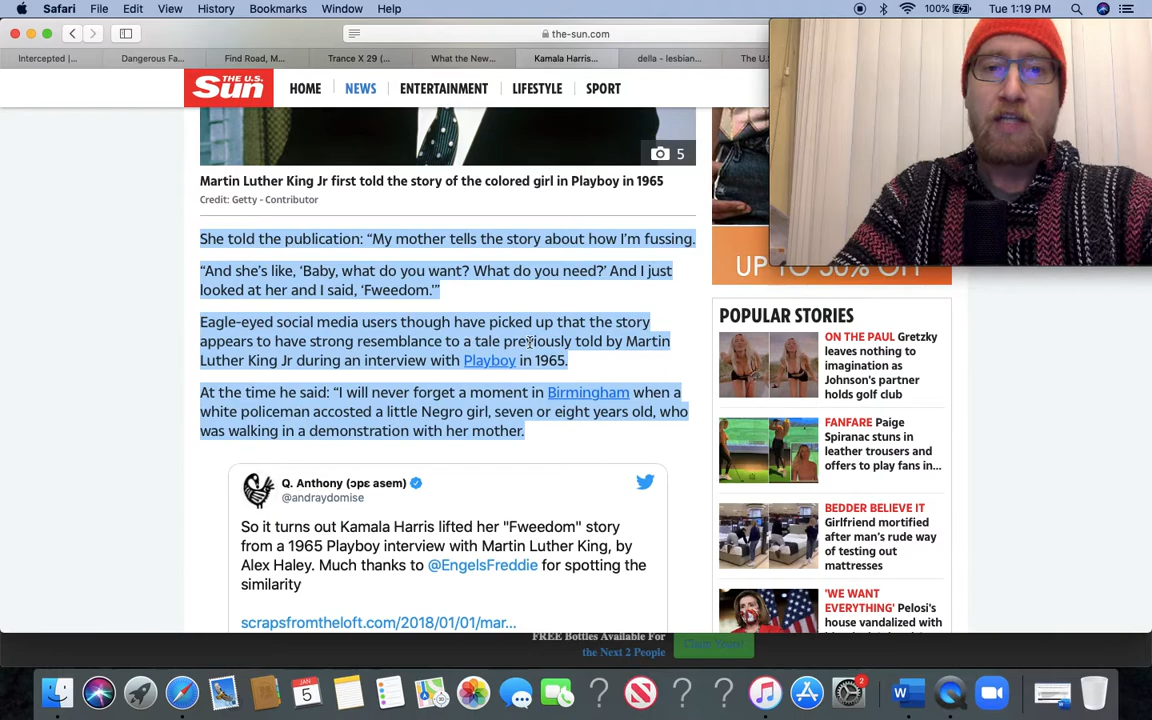 Safari File Edit View History Bookmarks Window Help 100% Tue 1:19 PM
the-sun.com
Intercepted |... Dangerous Fa... Find Road, M... Trance X 29 (... What the New... Kamala Harris... della - lesbian... The U.S
THE U.S. Sun HOME NEWS ENTERTAINMENT LIFESTYLE SPORT
5
Martin Luther King Jr first told the story of the colored girl in Playboy in 1965
Credit: Getty - Contributor
She told the publication: “My mother tells the story about how I’m fussing.
“And she’s like, ‘Baby, what do you want? What do you need?’ And I just
looked at her and I said, ‘Fweedom.’”
Eagle-eyed social media users though have picked up that the story
appears to have strong resemblance to a tale previously told by Martin
Luther King Jr during an interview with Playboy in 1965.
At the time he said: “I will never forget a moment in Birmingham when a
white policeman accosted a little Negro girl, seven or eight years old, who
was walking in a demonstration with her mother.
Q. Anthony (ɔpɛ asem)
@andraydomise
So it turns out Kamala Harris lifted her "Fweedom" story
from a 1965 Playboy interview with Martin Luther King, by
Alex Haley. Much thanks to @EngelsFreddie for spotting the
similarity
scrapsfromtheloft.com/2018/01/01/mar...
UP TO 50% OFF
POPULAR STORIES
ON THE PAUL Gretzky
leaves nothing to
imagination as
Johnson's partner
holds golf club
FANFARE Paige
Spiranac stuns in
leather trousers and
offers to play fans in...
BEDDER BELIEVE IT
Girlfriend mortified
after man's rude way
of testing out
mattresses
'WE WANT
EVERYTHING' Pelosi's
house vandalized with
FREE Bottles Available For
the Next 2 People
Claim Yours!
JAN
5
2